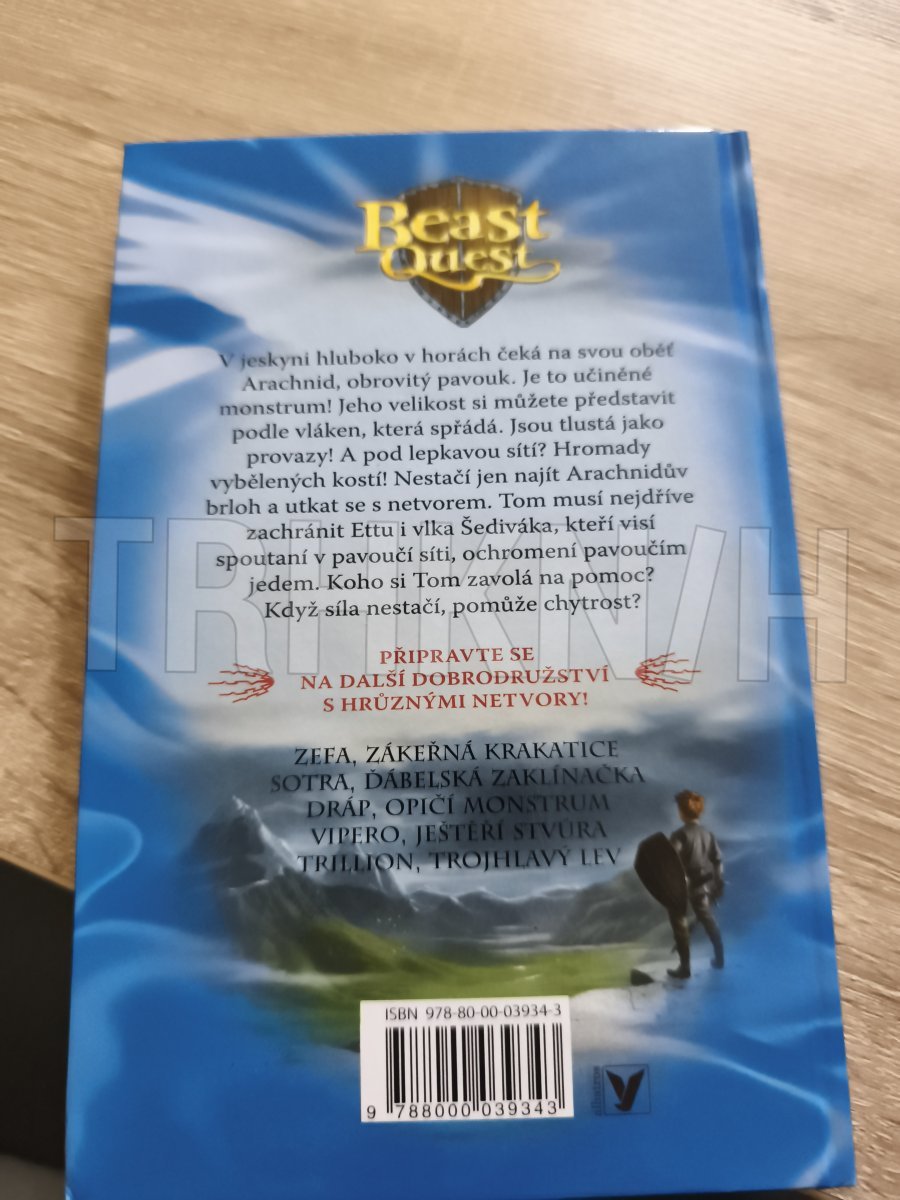 Beast
Quest
V jeskyni hluboko v horách čeká na svou oběť
Arachnid, obrovitý pavouk. Je to učiněné
monstrum! Jeho velikost si můžete představit
podle vláken, která spřádá. Jsou tlustá jako
provazy! A pod lepkavou sítí? Hromady
vybělených kostí! Nestačí jen najít Arachnidův
brloh a utkat se s netvorem. Tom musí nejdříve
zachránit Ettu i vlka Šediváka, kteří visí
spoutaní v pavoučí síti, ochromení pavoučím
jedem. Koho si Tom zavolá na pomoc?
Když síla nestačí, pomůže chytrost?
TRHKNIH
PŘIPRAVTE SE
NA DALŠÍ DOBRODRUŽSTVÍ
S HRŮZNÝMI NETVORY!
ZEFA, ZÁKEŘNÁ KRAKATICE
SOTRA, ĎÁBELSKÁ ZAKLÍNAČKA
DRÁP, OPIČÍ MONSTRUM
VIPERO, JEŠTĚŘÍ STVŮRA
TRILLION, TROJHLAVÝ LEV
ISBN 978-80-00-03934-3
9 788000 039343
albatros